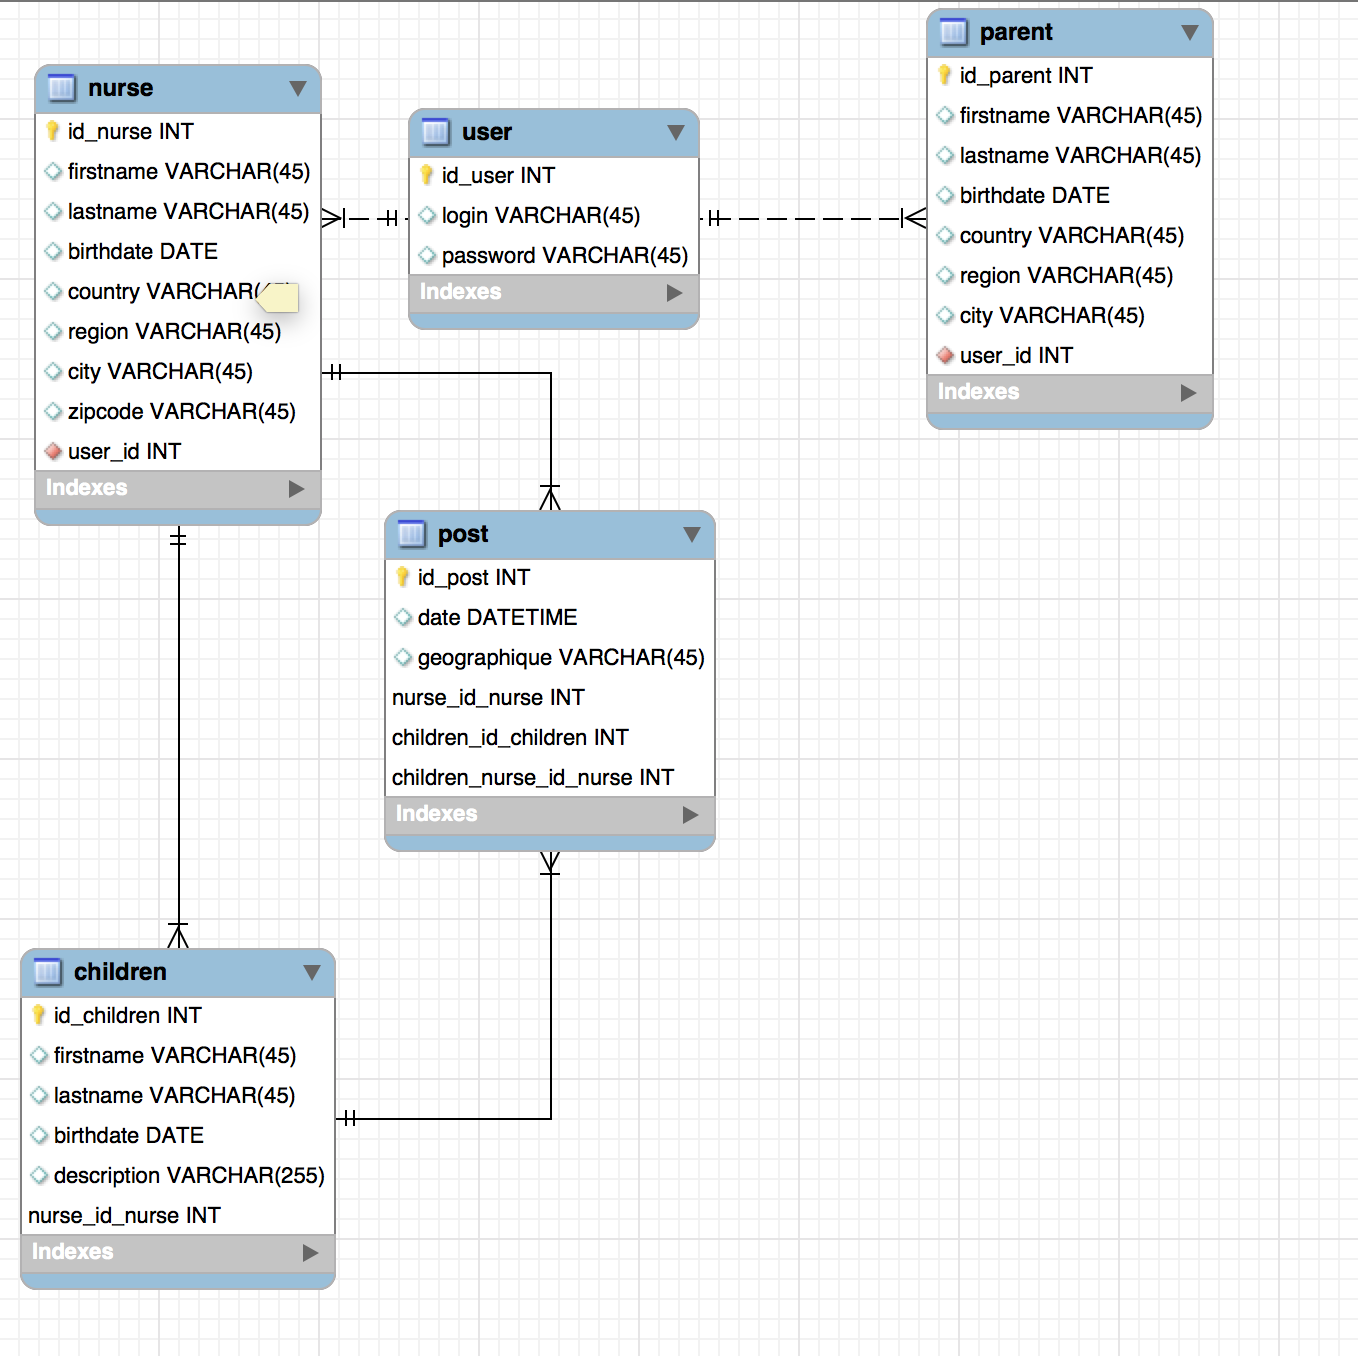 nurse
id_nurse INT
firstname VARCHAR(45)
lastname VARCHAR(45)
birthdate DATE
country VARCHAR(
region VARCHAR(45)
city VARCHAR(45)
zipcode VARCHAR(45)
user_id INT
Indexes
user
id_user INT
login VARCHAR(45)
password VARCHAR(45)
Indexes
parent
id_parent INT
firstname VARCHAR(45)
lastname VARCHAR(45)
birthdate DATE
country VARCHAR(45)
region VARCHAR(45)
city VARCHAR(45)
user_id INT
Indexes
post
id_post INT
date DATETIME
geographique VARCHAR(45)
nurse_id_nurse INT
children_id_children INT
children_nurse_id_nurse INT
Indexes
children
id_children INT
firstname VARCHAR(45)
lastname VARCHAR(45)
birthdate DATE
description VARCHAR(255)
nurse_id_nurse INT
Indexes